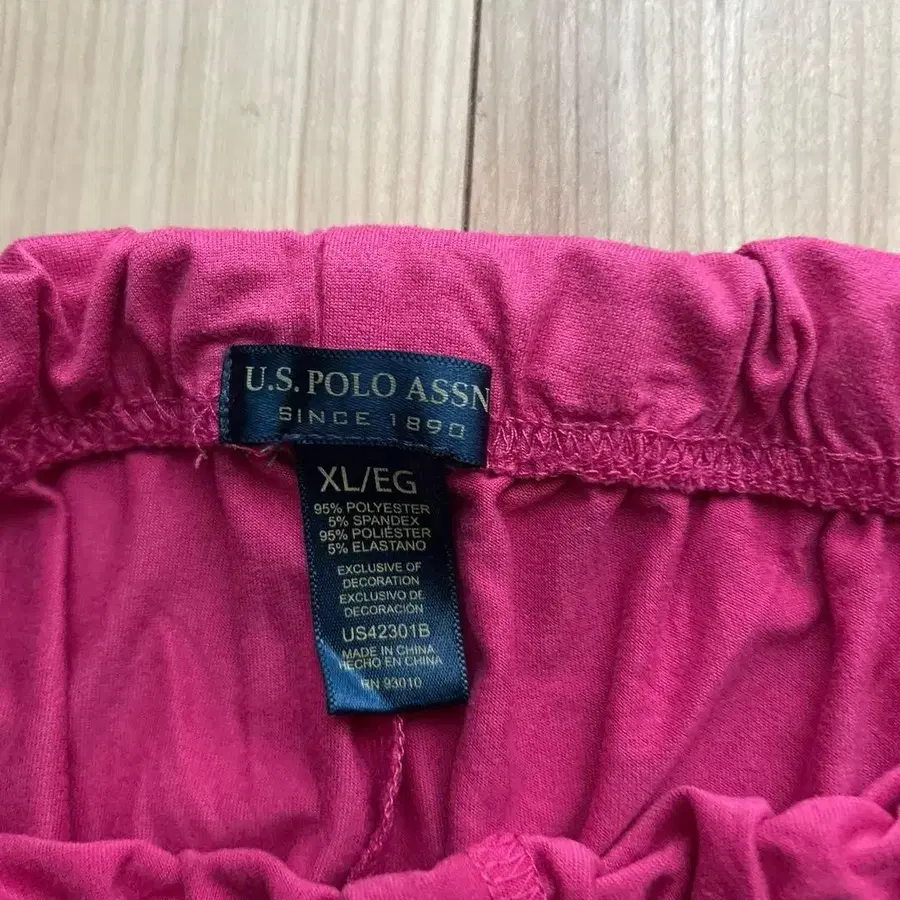 U.S. POLO ASSN
SINCE 1890
XL/EG
95% POLYESTER
5% SPANDEX
95% POLIÉSTER
5% ELASTANO
EXCLUSIVE OF
DECORATION
EXCLUSIVO DE
DECORACIÓN
US42301B
MADE IN CHINA
HECHO EN CHINA
RN 93010